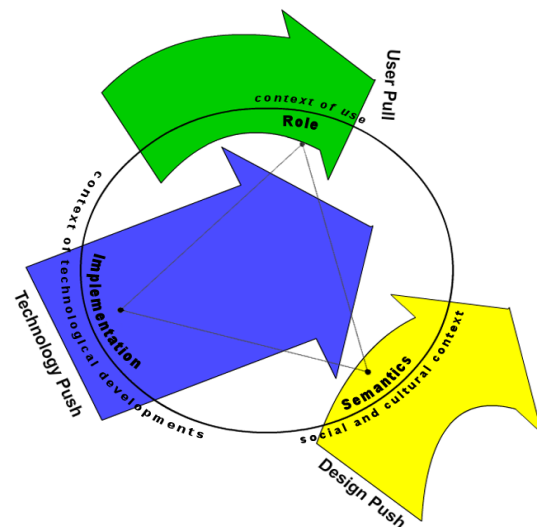 context of use
Role
User Pull
context of technological developments
Implementation
Technology Push
Semantics
social and cultural context
Design Push